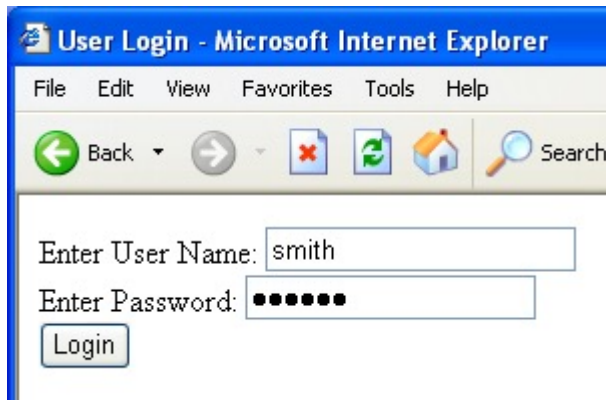 User Login - Microsoft Internet Explorer
File Edit View Favorites Tools Help
Back Search
Enter User Name: smith
Enter Password: ●●●●●●
Login